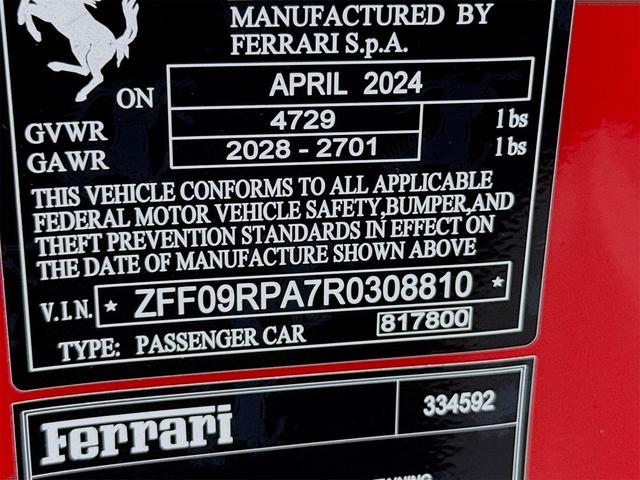 MANUFACTURED BY
FERRARI S.p.A.
ON APRIL 2024
GVWR 4729 lbs
GAWR 2028 - 2701 lbs
THIS VEHICLE CONFORMS TO ALL APPLICABLE
FEDERAL MOTOR VEHICLE SAFETY,BUMPER,AND
THEFT PREVENTION STANDARDS IN EFFECT ON
THE DATE OF MANUFACTURE SHOWN ABOVE
V.I.N. * ZFF09RPA7R0308810 *
817800
TYPE: PASSENGER CAR
Ferrari 334592